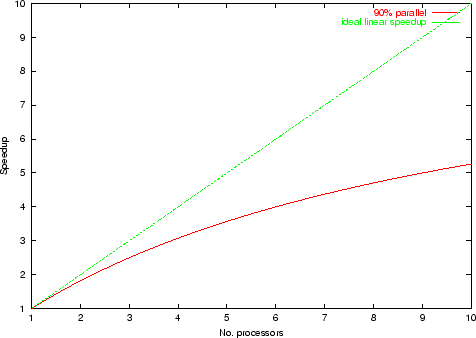 10
90% parallel
ideal linear speedup
9
8
7
6
Speedup
5
4
3
2
1
1 2 3 4 5 6 7 8 9 10
No. processors